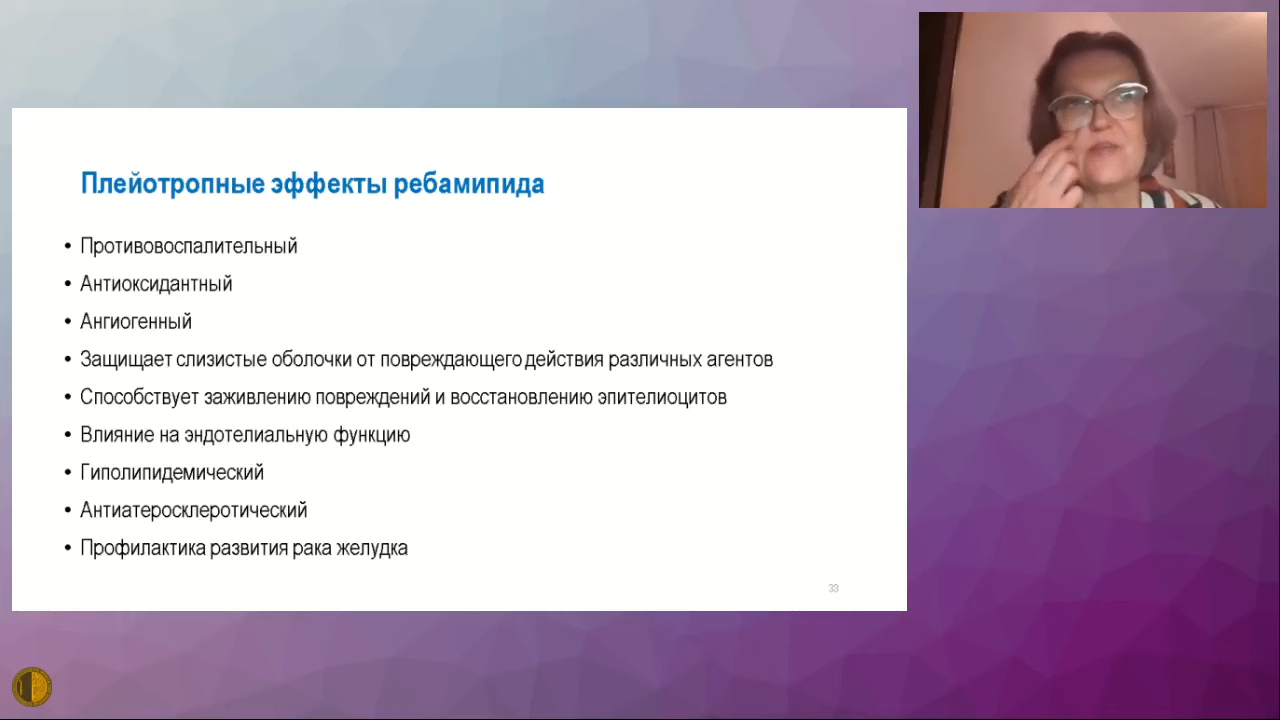 Плейотропные эффекты ребамипида
• Противовоспалительный
• Антиоксидантный
• Ангиогенный
• Защищает слизистые оболочки от повреждающего действия различных агентов
• Способствует заживлению повреждений и восстановлению эпителиоцитов
• Влияние на эндотелиальную функцию
• Гиполипидемический
• Антиатеросклеротический
• Профилактика развития рака желудка
33